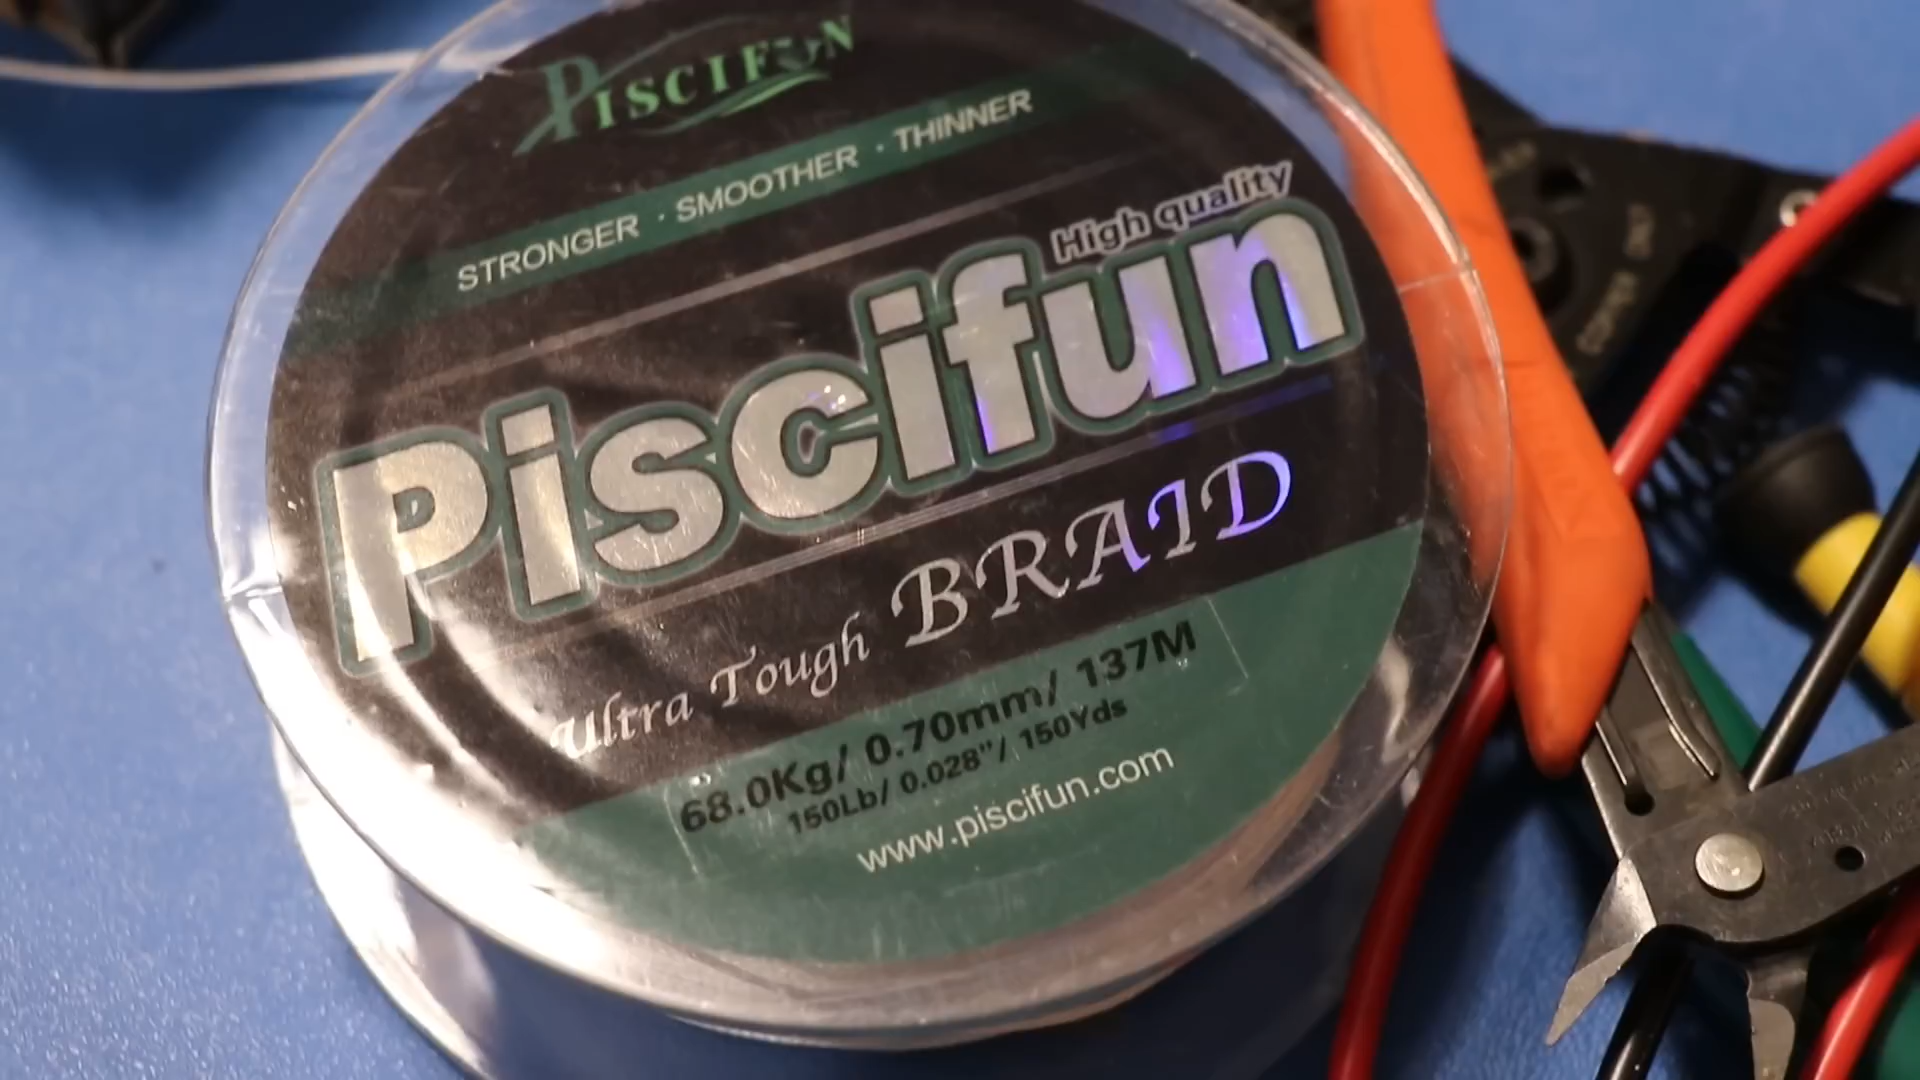 PISCIFUN
STRONGER · SMOOTHER · THINNER
High quality
Piscifun
Ultra Tough BRAID
68.0Kg/ 0.70mm/ 137M
150Lb/ 0.028"/ 150Yds
www.piscifun.com